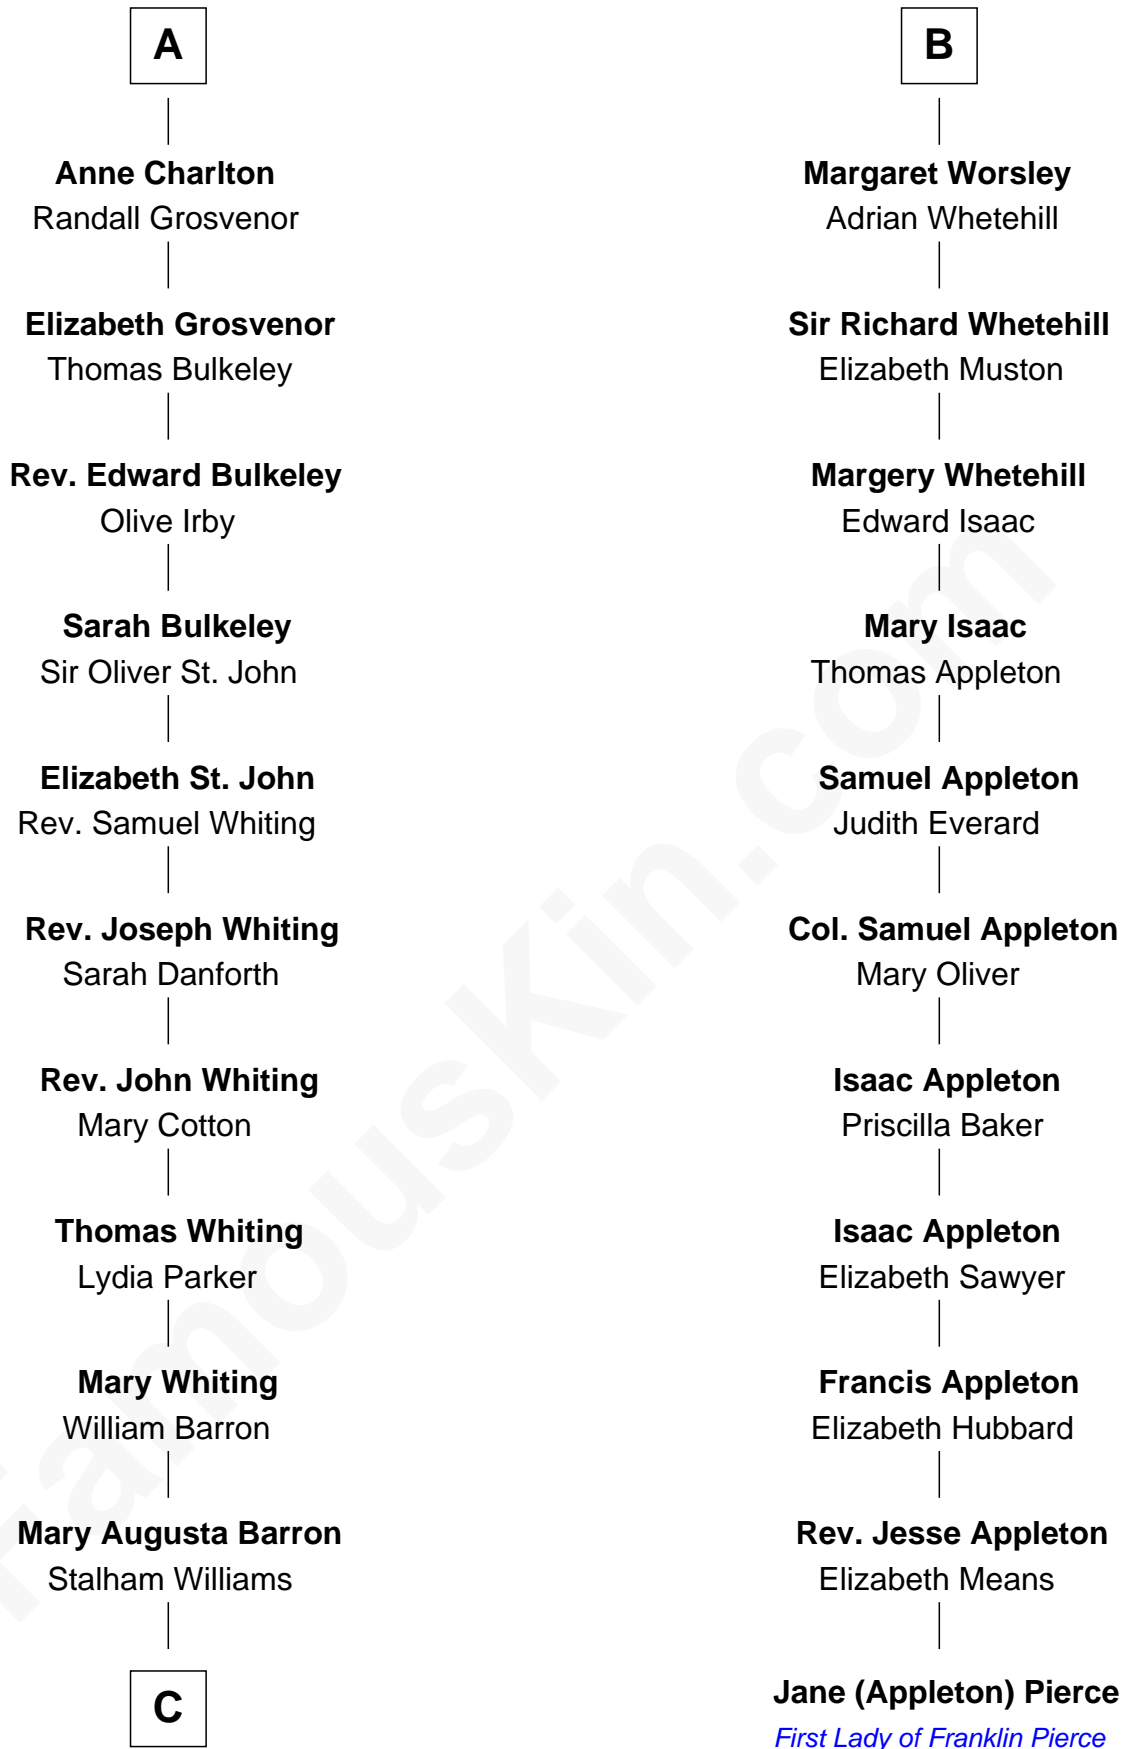 A
Anne Charlton
Randall Grosvenor
Elizabeth Grosvenor
Thomas Bulkeley
Rev. Edward Bulkeley
Olive Irby
Sarah Bulkeley
Sir Oliver St. John
Elizabeth St. John
Rev. Samuel Whiting
Rev. Joseph Whiting
Sarah Danforth
Rev. John Whiting
Mary Cotton
Thomas Whiting
Lydia Parker
Mary Whiting
William Barron
Mary Augusta Barron
Stalham Williams
C
B
Margaret Worsley
Adrian Whetehill
Sir Richard Whetehill
Elizabeth Muston
Margery Whetehill
Edward Isaac
Mary Isaac
Thomas Appleton
Samuel Appleton
Judith Everard
Col. Samuel Appleton
Mary Oliver
Isaac Appleton
Priscilla Baker
Isaac Appleton
Elizabeth Sawyer
Francis Appleton
Elizabeth Hubbard
Rev. Jesse Appleton
Elizabeth Means
Jane (Appleton) Pierce
First Lady of Franklin Pierce
FamousKin.com